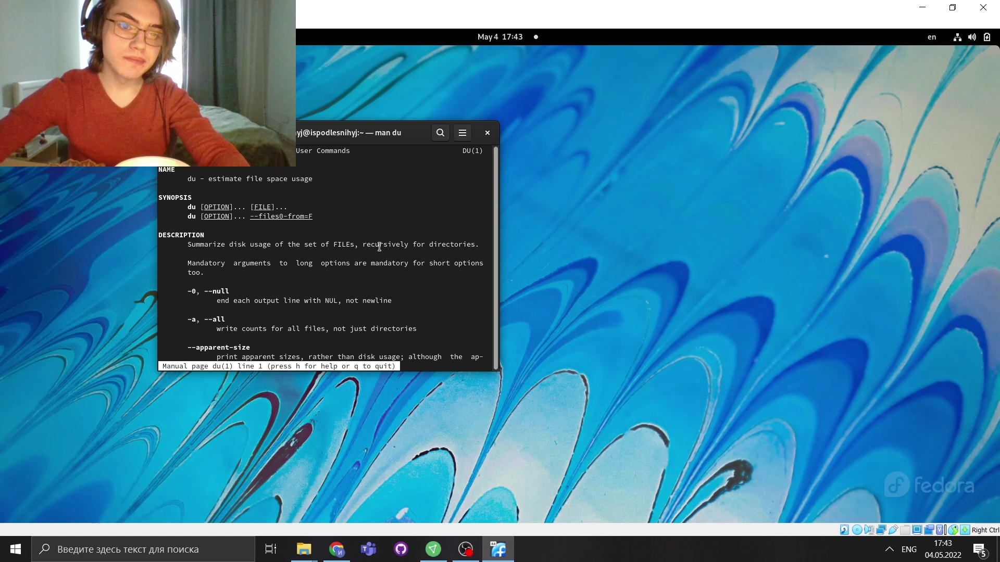 May 4 17:43
en
yj@ispodlesnihyj:~ — man du
User Commands DU(1)
NAME
du - estimate file space usage
SYNOPSIS
du [OPTION]... [FILE]...
du [OPTION]... --files0-from=F
DESCRIPTION
Summarize disk usage of the set of FILEs, recursively for directories.
Mandatory arguments to long options are mandatory for short options
too.
-0, --null
end each output line with NUL, not newline
-a, --all
write counts for all files, not just directories
--apparent-size
print apparent sizes, rather than disk usage; although the ap-
Manual page du(1) line 1 (press h for help or q to quit)
fedora
Right Ctrl
Введите здесь текст для поиска
64
ENG
17:43
04.05.2022
5